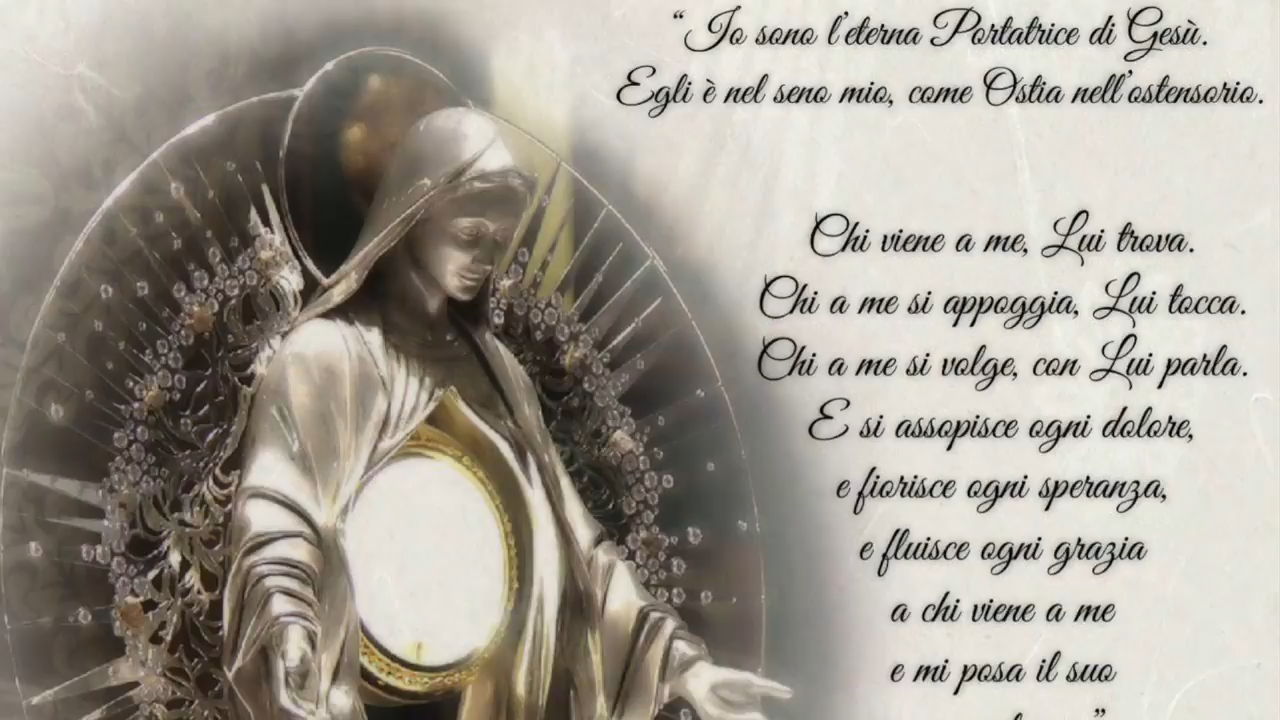 “ Io sono l'eterna Portatrice di Gesù.
Egli è nel seno mio, come Ostia nell'ostensorio.
Chi viene a me, Lui trova.
Chi a me si appoggia, Lui tocca.
Chi a me si volge, con Lui parla.
E si assopisce ogni dolore,
e fiorisce ogni speranza,
e fluisce ogni grazia
a chi viene a me
e mi posa il suo